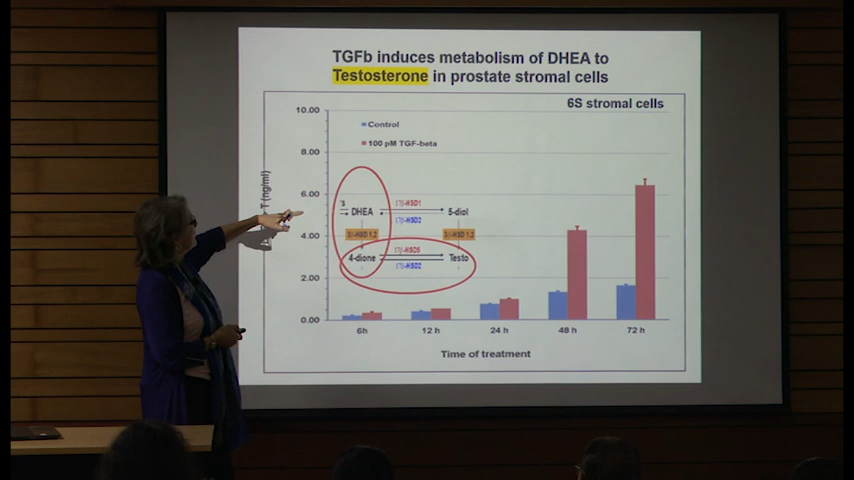 TGFb induces metabolism of DHEA to
Testosterone in prostate stromal cells
6S stromal cells
10.00
Control
100 pM TGF-beta
8.00
T (ng/ml)
6.00
'S
DHEA
17β-HSD1
17β-HSD2
5-diol
4.00
3β-HSD 1,2
3β-HSD 1,2
4-dione
17β-HSD5
17β-HSD2
Testo
2.00
0.00
6h
12 h
24 h
48 h
72 h
Time of treatment